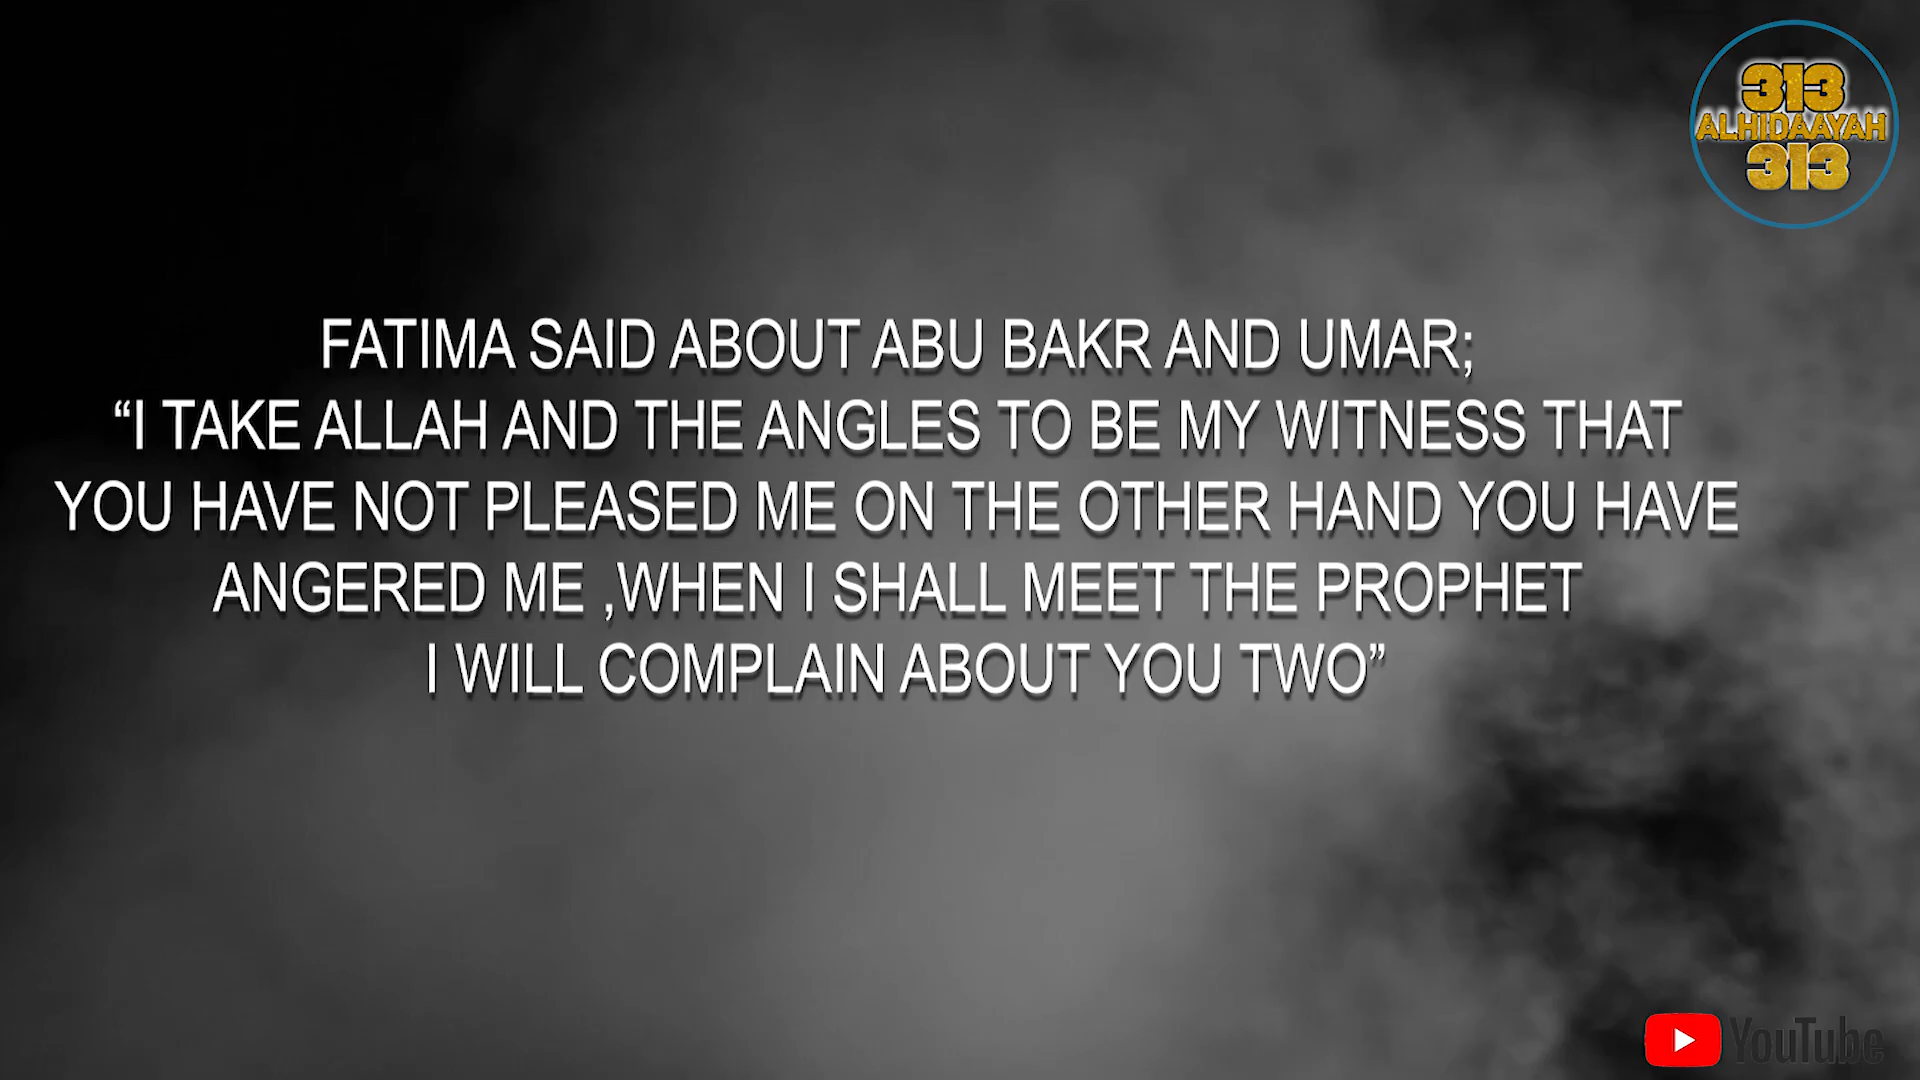 313
ALHIDAAYAH
313
FATIMA SAID ABOUT ABU BAKR AND UMAR;
“I TAKE ALLAH AND THE ANGLES TO BE MY WITNESS THAT
YOU HAVE NOT PLEASED ME ON THE OTHER HAND YOU HAVE
ANGERED ME ,WHEN I SHALL MEET THE PROPHET
I WILL COMPLAIN ABOUT YOU TWO”
YouTube